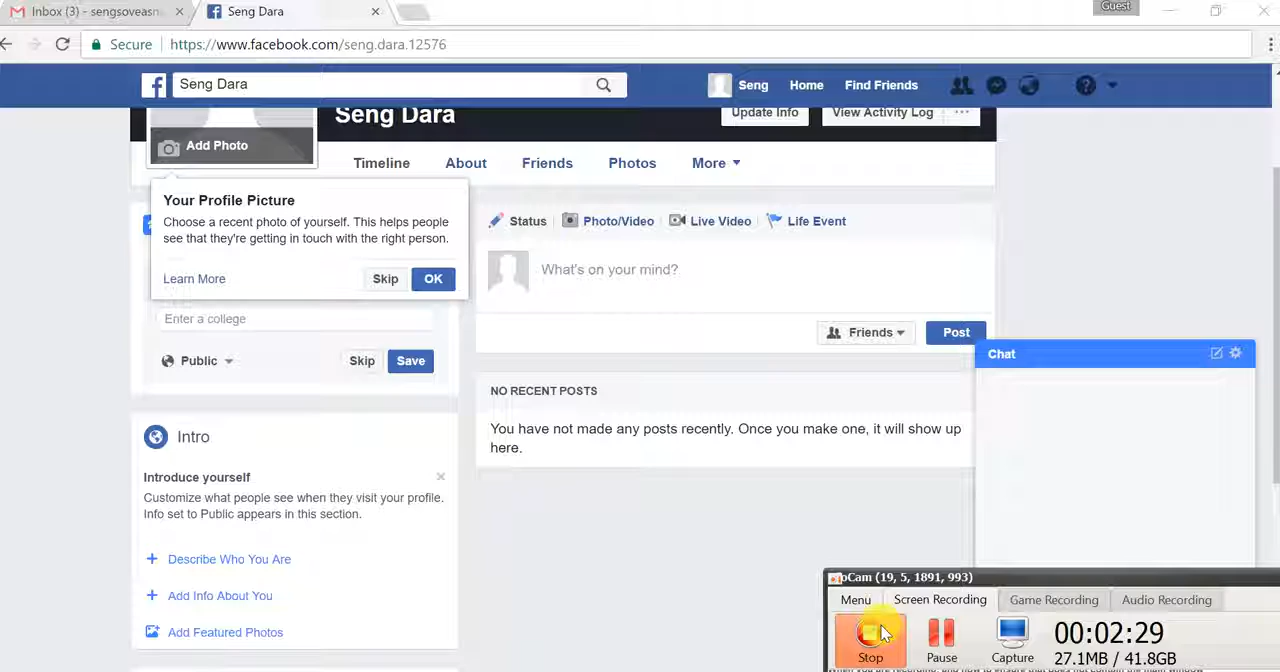 Inbox (3) - sengsoveasn
Seng Dara
Guest
Secure
https://www.facebook.com/seng.dara.12576
Seng Dara
Seng
Home
Find Friends
Seng Dara
Update Info
View Activity Log
Add Photo
Timeline
About
Friends
Photos
More
Your Profile Picture
Choose a recent photo of yourself. This helps people
see that they're getting in touch with the right person.
Learn More
Skip
OK
Enter a college
Public
Skip
Save
Status
Photo/Video
Live Video
Life Event
What's on your mind?
Friends
Post
NO RECENT POSTS
You have not made any posts recently. Once you make one, it will show up
here.
Chat
Intro
Introduce yourself
Customize what people see when they visit your profile.
Info set to Public appears in this section.
+ Describe Who You Are
+ Add Info About You
Add Featured Photos
oCam (19, 5, 1891, 993)
Menu
Screen Recording
Game Recording
Audio Recording
Stop
Pause
Capture
00:02:29
27.1MB / 41.8GB